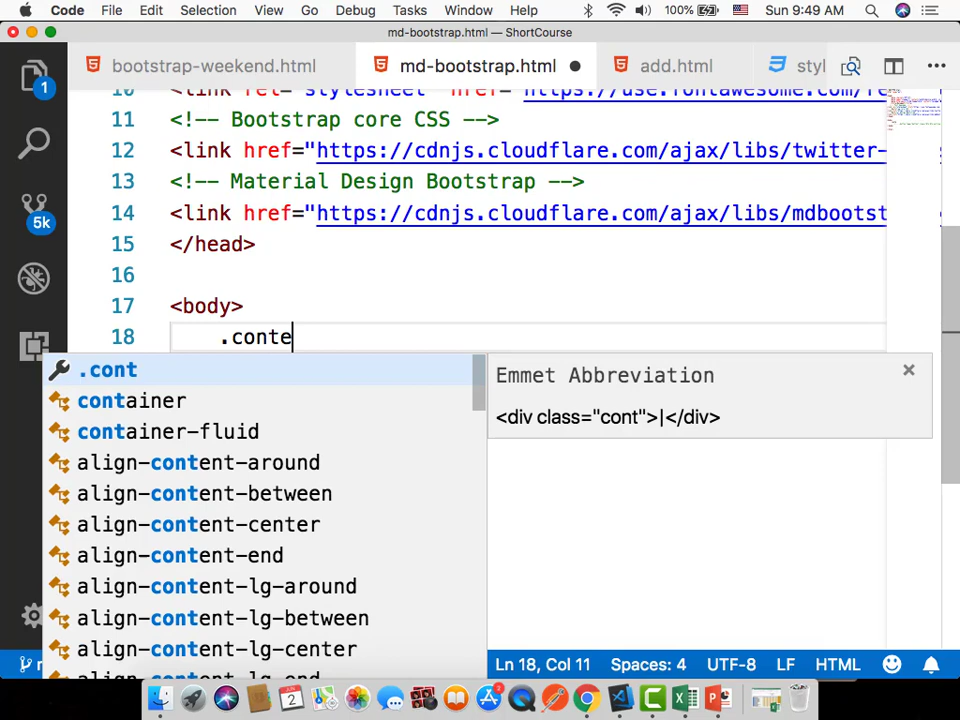 Code File Edit Selection View Go Debug Tasks Window Help 100% Sun 9:49 AM
md-bootstrap.html — ShortCourse
bootstrap-weekend.html md-bootstrap.html add.html styl
1
5k
11 <!-- Bootstrap core CSS -->
12 <link href="https://cdnjs.cloudflare.com/ajax/libs/twitter-
13 <!-- Material Design Bootstrap -->
14 <link href="https://cdnjs.cloudflare.com/ajax/libs/mdbootst
15 </head>
16
17 <body>
18 .conte
.cont
container
container-fluid
align-content-around
align-content-between
align-content-center
align-content-end
align-content-lg-around
align-content-lg-between
align-content-lg-center
align-content-lg-end
Emmet Abbreviation
<div class="cont">|</div>
Ln 18, Col 11 Spaces: 4 UTF-8 LF HTML